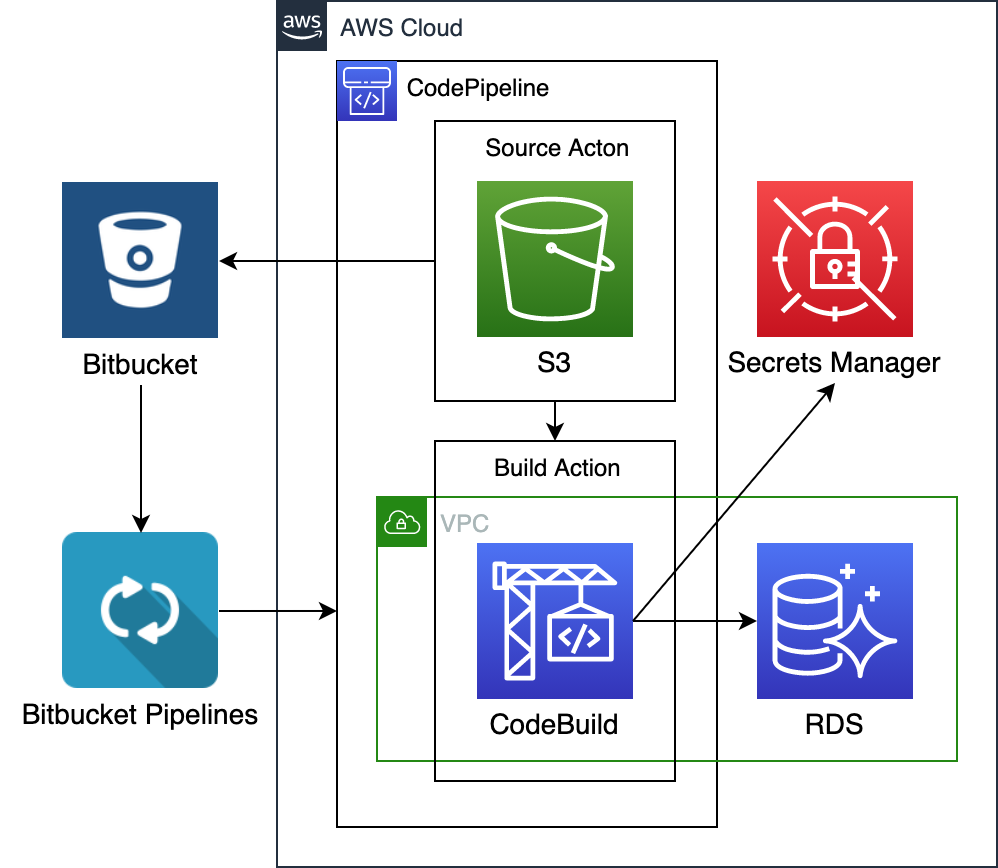 aws
AWS Cloud
CodePipeline
Source Acton
S3
Bitbucket
Secrets Manager
Build Action
VPC
CodeBuild
RDS
Bitbucket Pipelines